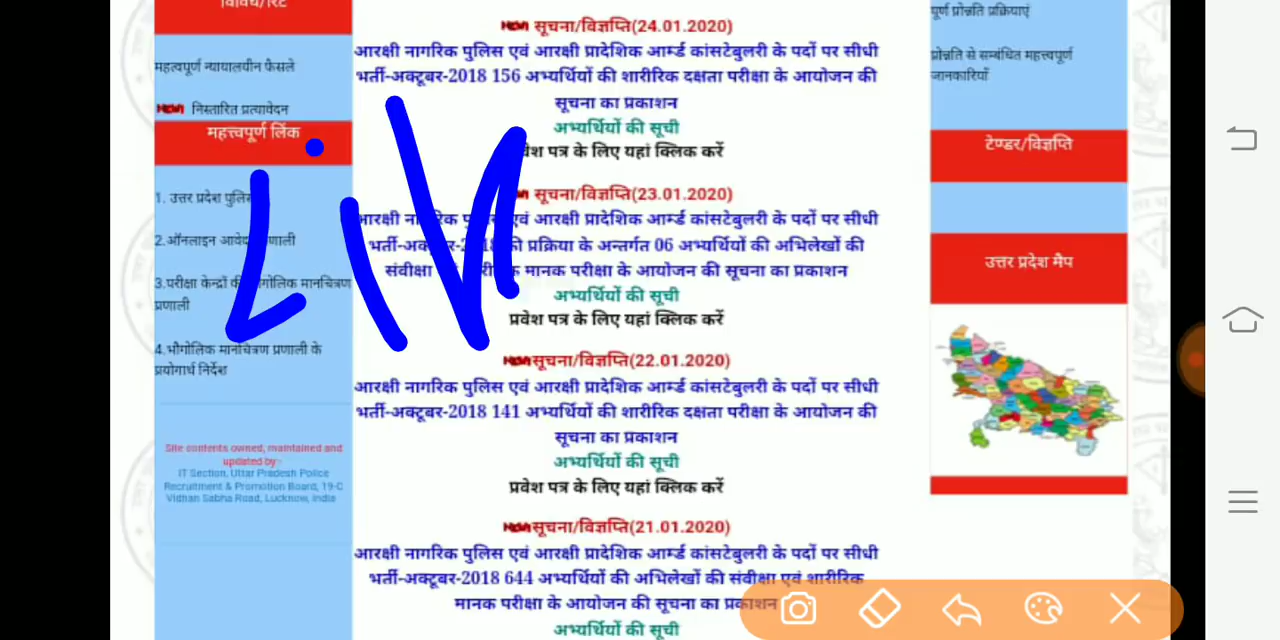 विविध/रिट
महत्वपूर्ण न्यायालयीन फैसले
निस्तारित प्रत्यावेदन
महत्त्वपूर्ण लिंक
1. उत्तर प्रदेश पुलिस
2.ऑनलाइन आवेदन प्रणाली
3.परीक्षा केन्द्रों की भौगोलिक मानचित्रण
प्रणाली
4.भौगोलिक मानचित्रण प्रणाली के
प्रयोगार्थ निर्देश
Site contents owned, maintained and
updated by:-
IT Section, Uttar Pradesh Police
Recruitment & Promotion Board, 19-C
Vidhan Sabha Road, Lucknow, India
सूचना/विज्ञप्ति(24.01.2020)
आरक्षी नागरिक पुलिस एवं आरक्षी प्रादेशिक आर्म्ड कांसटेबुलरी के पदों पर सीधी
भर्ती-अक्टूबर-2018 156 अभ्यर्थियों की शारीरिक दक्षता परीक्षा के आयोजन की
सूचना का प्रकाशन
अभ्यर्थियों की सूची
प्रवेश पत्र के लिए यहां क्लिक करें
सूचना/विज्ञप्ति(23.01.2020)
आरक्षी नागरिक पुलिस एवं आरक्षी प्रादेशिक आर्म्ड कांसटेबुलरी के पदों पर सीधी
भर्ती-अक्टूबर-2018 की प्रक्रिया के अन्तर्गत 06 अभ्यर्थियों की अभिलेखों की
संवीक्षा एवं शारीरिक मानक परीक्षा के आयोजन की सूचना का प्रकाशन
अभ्यर्थियों की सूची
प्रवेश पत्र के लिए यहां क्लिक करें
सूचना/विज्ञप्ति(22.01.2020)
आरक्षी नागरिक पुलिस एवं आरक्षी प्रादेशिक आर्म्ड कांसटेबुलरी के पदों पर सीधी
भर्ती-अक्टूबर-2018 141 अभ्यर्थियों की शारीरिक दक्षता परीक्षा के आयोजन की
सूचना का प्रकाशन
अभ्यर्थियों की सूची
प्रवेश पत्र के लिए यहां क्लिक करें
सूचना/विज्ञप्ति(21.01.2020)
आरक्षी नागरिक पुलिस एवं आरक्षी प्रादेशिक आर्म्ड कांसटेबुलरी के पदों पर सीधी
भर्ती-अक्टूबर-2018 644 अभ्यर्थियों की अभिलेखों की संवीक्षा एवं शारीरिक
मानक परीक्षा के आयोजन की सूचना का प्रकाशन
अभ्यर्थियों की सूची
पूर्ण प्रोन्नति प्रक्रियाएं
प्रोन्नति से सम्बंधित महत्त्वपूर्ण
जानकारियाँ
टेण्डर/विज्ञप्ति
उत्तर प्रदेश मैप